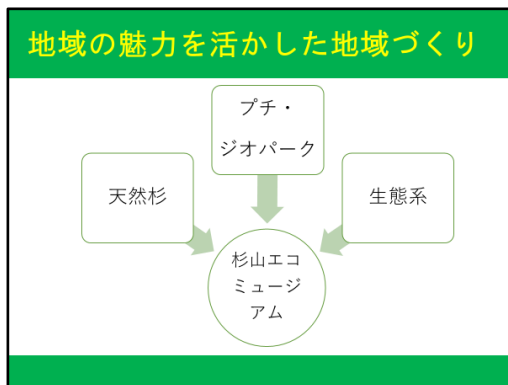 地域の魅力を活かした地域づくり
プチ・
ジオパーク
天然杉
生態系
杉山エコ
ミュージ
アム